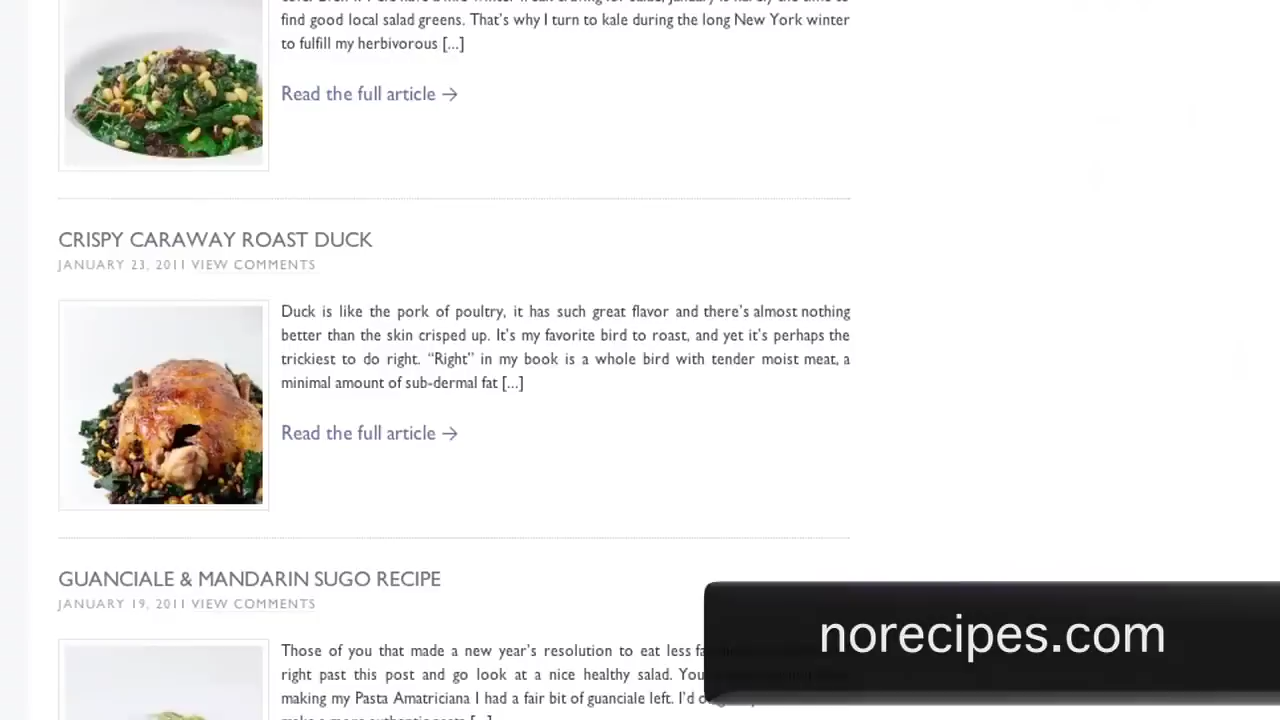 find good local salad greens. That's why I turn to kale during the long New York winter
to fulfill my herbivorous [...]
Read the full article →
CRISPY CARAWAY ROAST DUCK
JANUARY 23, 2011 VIEW COMMENTS
Duck is like the pork of poultry, it has such great flavor and there's almost nothing
better than the skin crisped up. It's my favorite bird to roast, and yet it's perhaps the
trickiest to do right. “Right” in my book is a whole bird with tender moist meat, a
minimal amount of sub-dermal fat [...]
Read the full article →
GUANCIALE & MANDARIN SUGO RECIPE
JANUARY 19, 2011 VIEW COMMENTS
Those of you that made a new year's resolution to eat less
right past this post and go look at a nice healthy salad.
making my Pasta Amatriciana I had a fair bit of guanciale left. I'd
norecipes.com